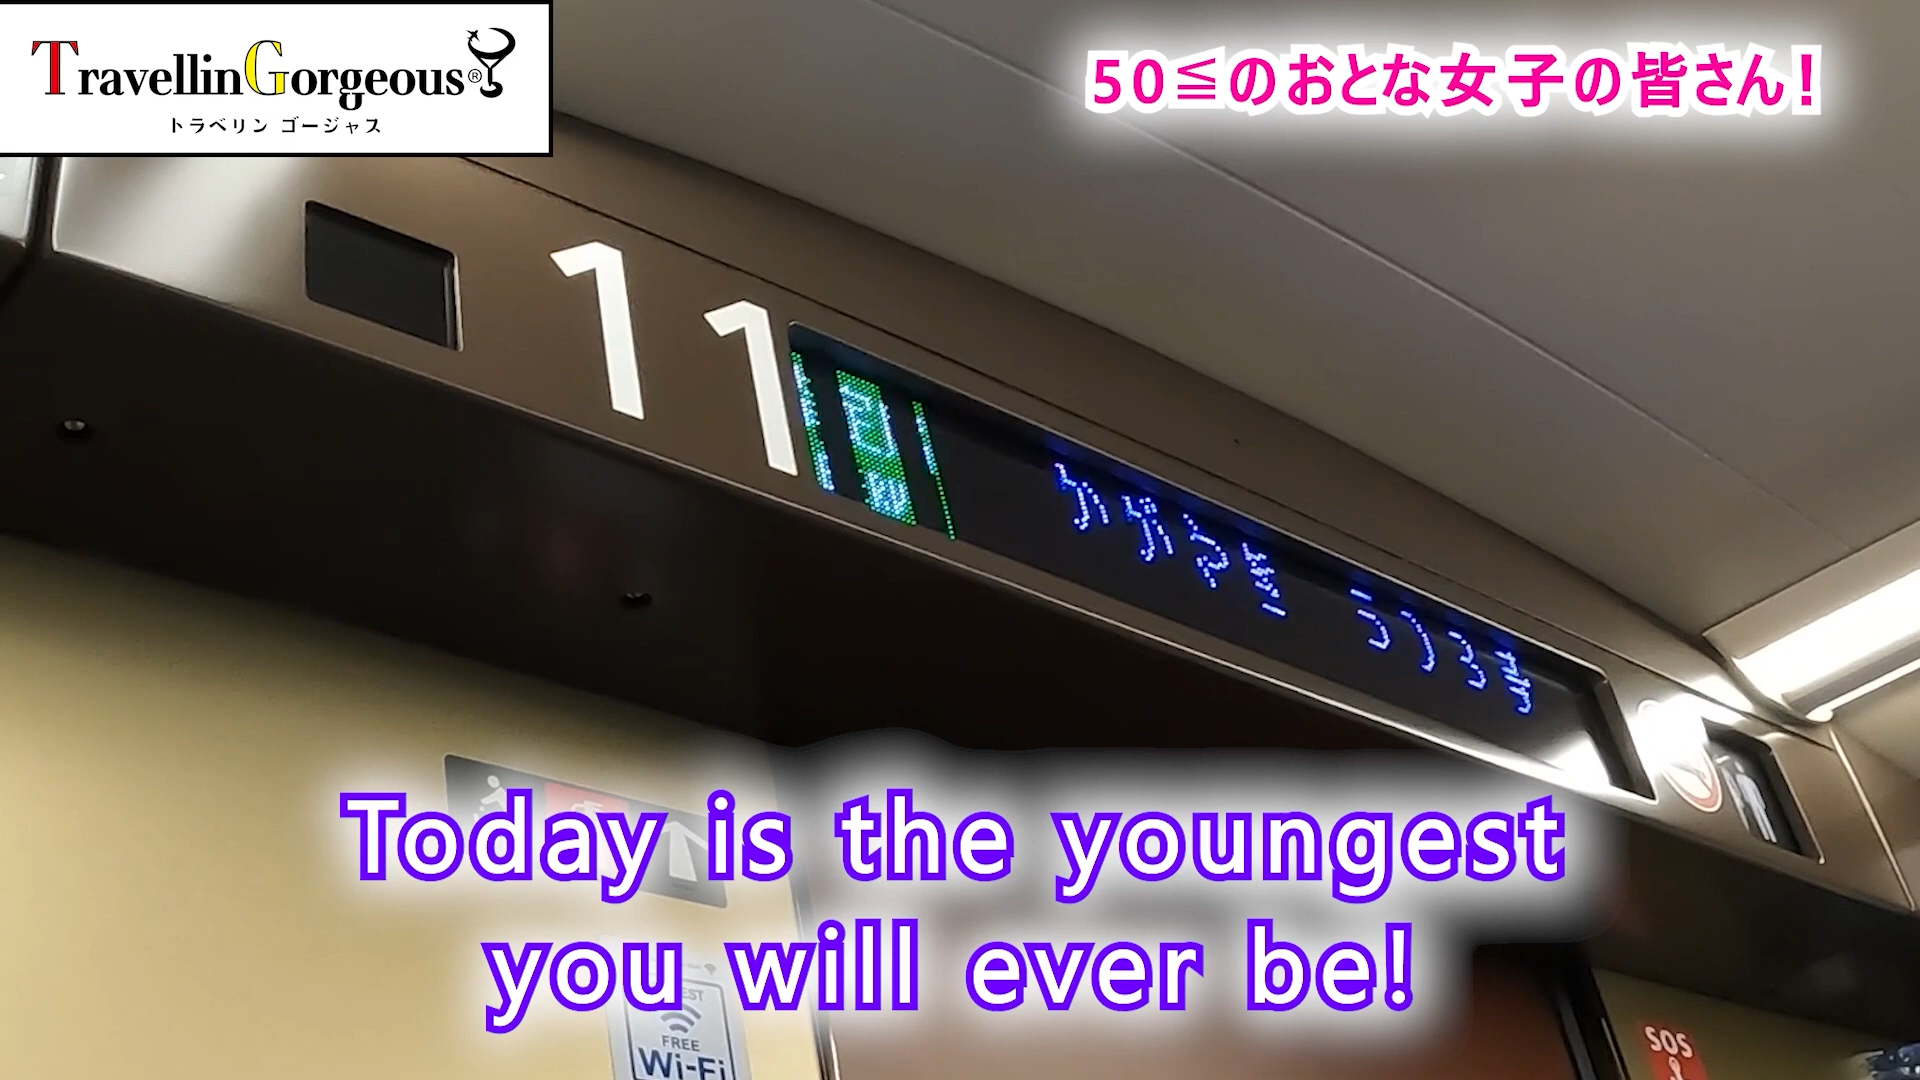 TravellinGorgeous®
トラベリン ゴージャス
50≦のおとな女子の皆さん!
11
Today is the youngest
you will ever be!
FREE
Wi-Fi
SOS